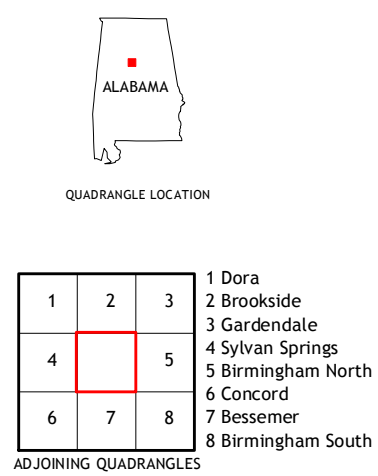 ALABAMA
QUADRANGLE LOCATION
1 2 3
4 5
6 7 8
1 Dora
2 Brookside
3 Gardendale
4 Sylvan Springs
5 Birmingham North
6 Concord
7 Bessemer
8 Birmingham South
ADJOINING QUADRANGLES